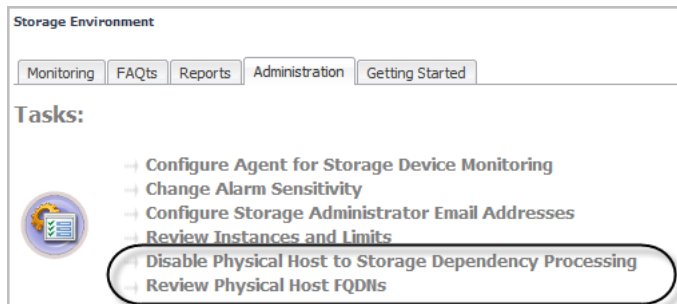 Storage Environment
Monitoring FAQts Reports Administration Getting Started
Tasks:
Configure Agent for Storage Device Monitoring
Change Alarm Sensitivity
Configure Storage Administrator Email Addresses
Review Instances and Limits
Disable Physical Host to Storage Dependency Processing
Review Physical Host FQDNs